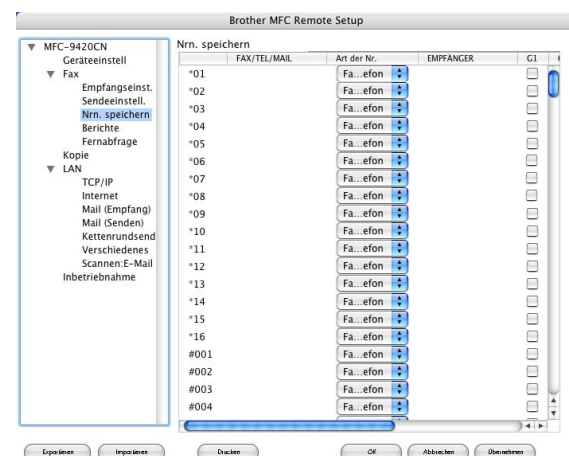 Brother MFC Remote Setup
MFC-9420CN
Geräteeinstell
Fax
Empfangseinst.
Sendeeinstell.
Nrn. speichern
Berichte
Fernabfrage
Kopie
LAN
TCP/IP
Internet
Mail (Empfang)
Mail (Senden)
Kettenrundsend
Verschiedenes
Scannen:E-Mail
Inbetriebnahme
Nrn. speichern
FAX/TEL/MAIL Art der Nr. EMPFÄNGER G1
*01 Fa...efon
*02 Fa...efon
*03 Fa...efon
*04 Fa...efon
*05 Fa...efon
*06 Fa...efon
*07 Fa...efon
*08 Fa...efon
*09 Fa...efon
*10 Fa...efon
*11 Fa...efon
*12 Fa...efon
*13 Fa...efon
*14 Fa...efon
*15 Fa...efon
*16 Fa...efon
#001 Fa...efon
#002 Fa...efon
#003 Fa...efon
#004 Fa...efon
Exportieren Importieren Drucken OK Abbrechen Übernehmen